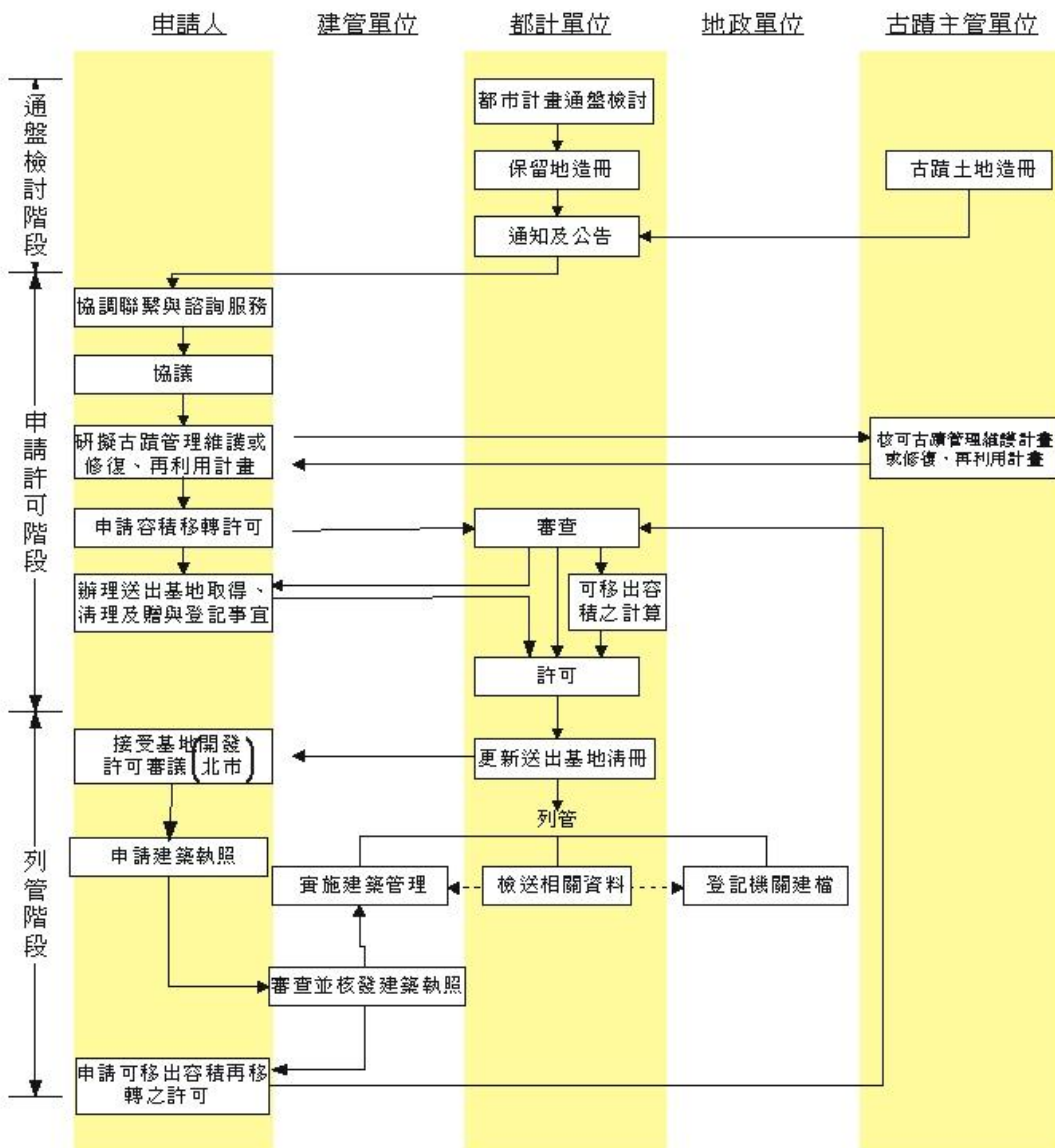 申請人
建管單位
都計單位
地政單位
古蹟主管單位
通盤檢討階段
都市計畫通盤檢討
保留地造冊
古蹟土地造冊
通知及公告
申請許可階段
協調聯繫與諮詢服務
協議
研擬古蹟管理維護或
修復、再利用計畫
核可古蹟管理維護計畫
或修復、再利用計畫
申請容積移轉許可
審查
辦理送出基地取得、
清理及贈與登記事宜
可移出容
積之計算
許可
列管階段
接受基地開發
許可審議(北市)
更新送出基地清冊
列管
申請建築執照
實施建築管理
檢送相關資料
登記機關建檔
審查並核發建築執照
申請可移出容積再移
轉之許可